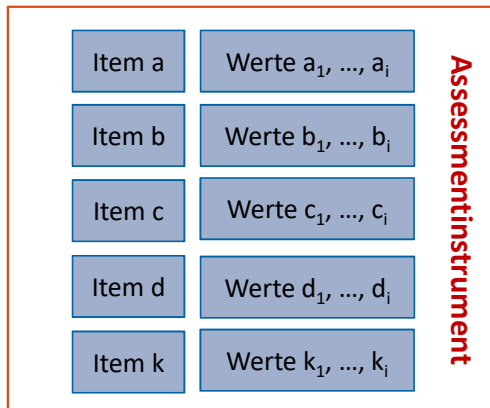 Item a
Werte a₁, …, aᵢ
Item b
Werte b₁, …, bᵢ
Item c
Werte c₁, …, cᵢ
Item d
Werte d₁, …, dᵢ
Item k
Werte k₁, …, kᵢ
Assessmentinstrument